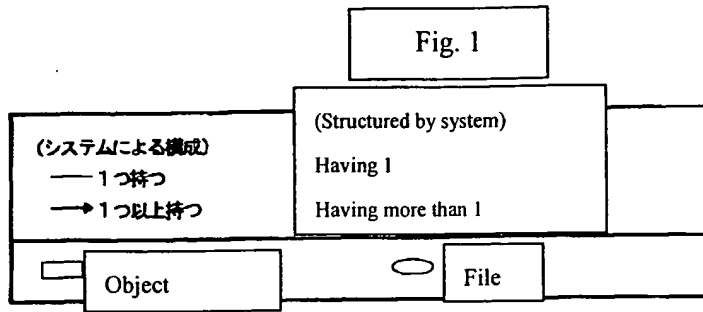 Fig. 1
(システムによる構成)
1つ持つ
1つ以上持つ
(Structured by system)
Having 1
Having more than 1
Object
File